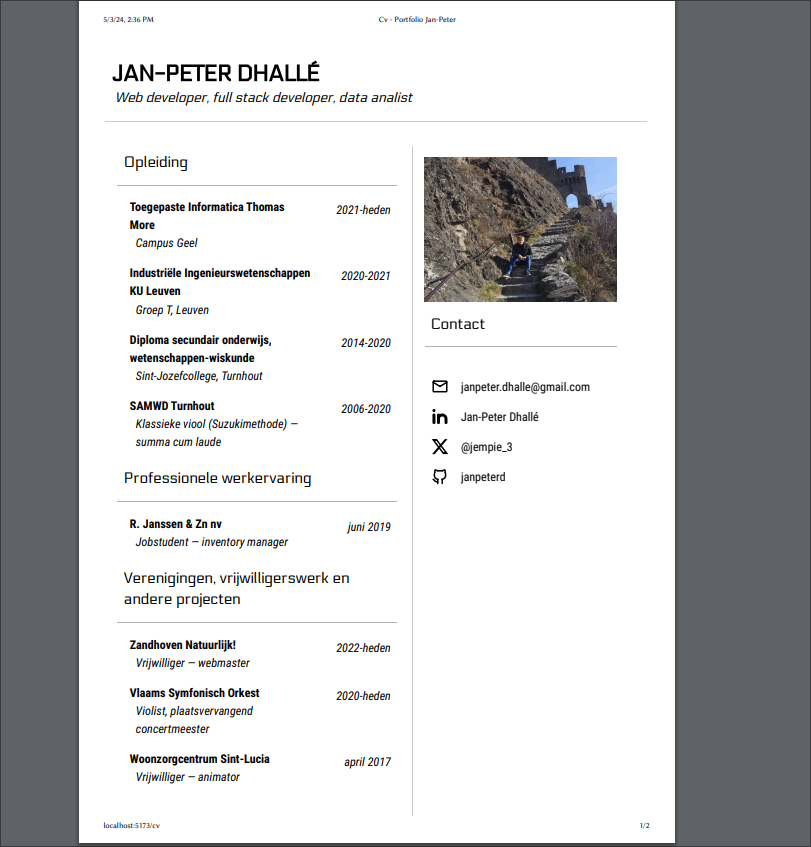 5/3/24, 2:36 PM
Cv - Portfolio Jan-Peter
JAN-PETER DHALLÉ
Web developer, full stack developer, data analist
Opleiding
Toegepaste Informatica Thomas
More
2021-heden
Campus Geel
Industriële Ingenieurswetenschappen
KU Leuven
2020-2021
Groep T, Leuven
Diploma secundair onderwijs,
wetenschappen-wiskunde
2014-2020
Sint-Jozefcollege, Turnhout
SAMWD Turnhout
2006-2020
Klassieke viool (Suzukimethode) —
summa cum laude
Professionele werkervaring
R. Janssen & Zn nv
juni 2019
Jobstudent — inventory manager
Verenigingen, vrijwilligerswerk en
andere projecten
Zandhoven Natuurlijk!
2022-heden
Vrijwilliger — webmaster
Vlaams Symfonisch Orkest
2020-heden
Violist, plaatsvervangend
concertmeester
Woonzorgcentrum Sint-Lucia
april 2017
Vrijwilliger — animator
Contact
janpeter.dhalle@gmail.com
Jan-Peter Dhallé
@jempie_3
janpeterd
localhost:5173/cv
1/2